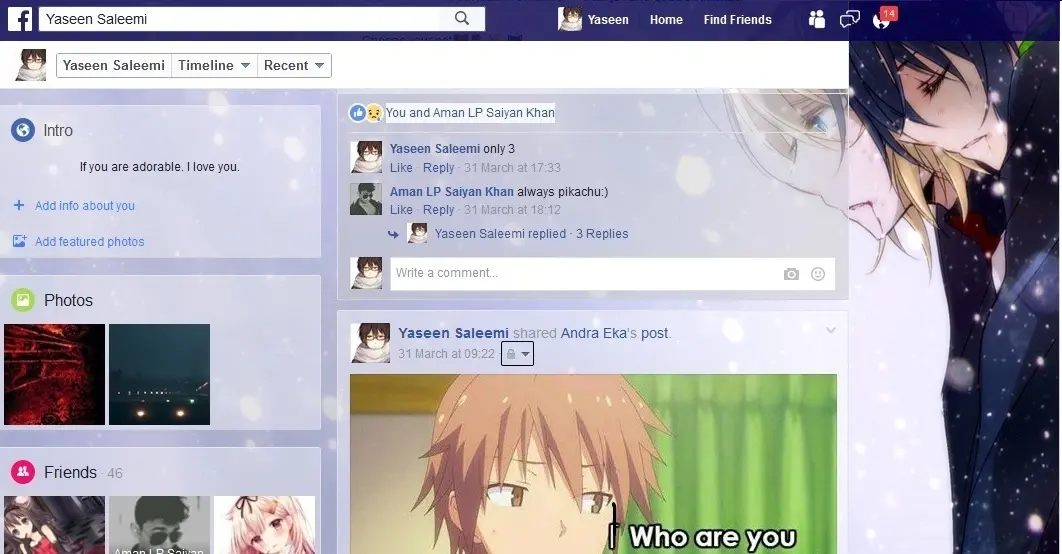 Yaseen Saleemi
Yaseen Home Find Friends 14
Yaseen Saleemi Timeline Recent
You and Aman LP Saiyan Khan
Yaseen Saleemi only 3
Like · Reply · 31 March at 17:33
Aman LP Saiyan Khan always pikachu:)
Like · Reply · 31 March at 18:12
Yaseen Saleemi replied · 3 Replies
Write a comment...
Intro
If you are adorable. I love you.
Add info about you
Add featured photos
Photos
Friends · 46
Aman LP Saiyan
Yaseen Saleemi shared Andra Eka's post.
31 March at 09:22 ·
Who are you